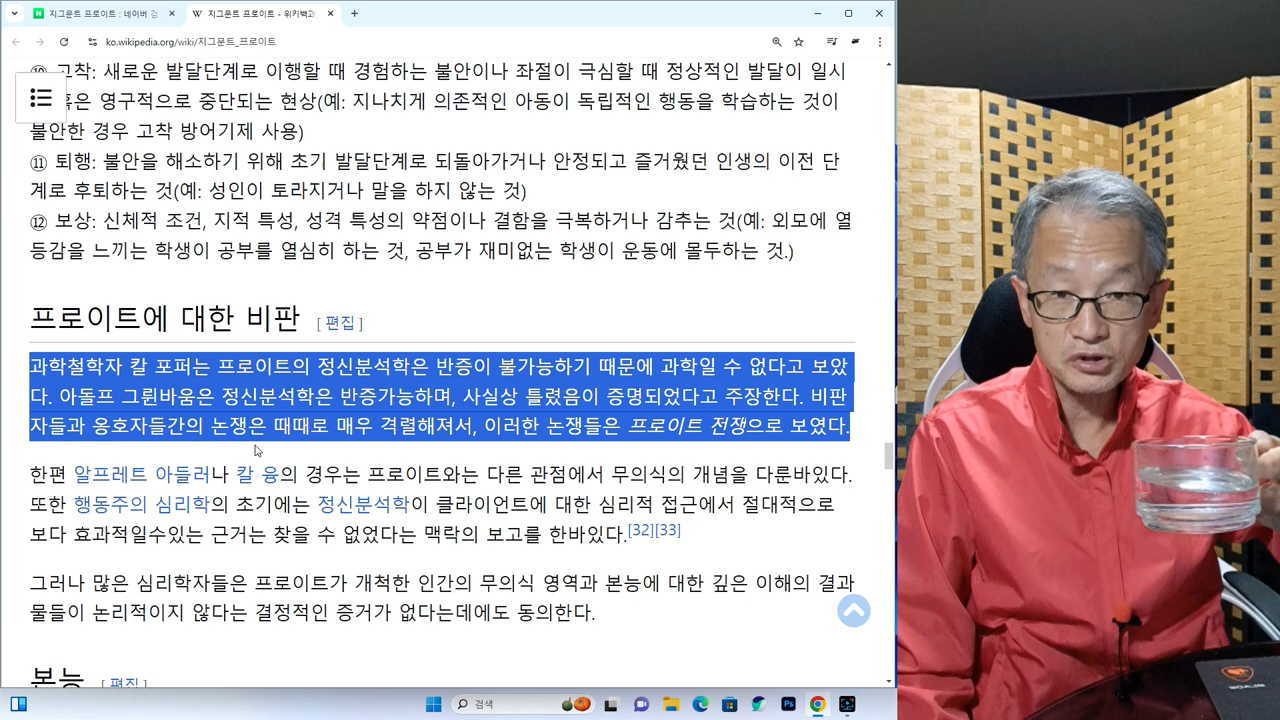 지그문트 프로이트 : 네이버 검
지그문트 프로이트 - 위키백과,
ko.wikipedia.org/wiki/지그문트_프로이트
⑩ 고착: 새로운 발달단계로 이행할 때 경험하는 불안이나 좌절이 극심할 때 정상적인 발달이 일시
혹은 영구적으로 중단되는 현상(예: 지나치게 의존적인 아동이 독립적인 행동을 학습하는 것이
불안한 경우 고착 방어기제 사용)
⑪ 퇴행: 불안을 해소하기 위해 초기 발달단계로 되돌아가거나 안정되고 즐거웠던 인생의 이전 단
계로 후퇴하는 것(예: 성인이 토라지거나 말을 하지 않는 것)
⑫ 보상: 신체적 조건, 지적 특성, 성격 특성의 약점이나 결함을 극복하거나 감추는 것(예: 외모에 열
등감을 느끼는 학생이 공부를 열심히 하는 것, 공부가 재미없는 학생이 운동에 몰두하는 것.)
프로이트에 대한 비판 [ 편집 ]
과학철학자 칼 포퍼는 프로이트의 정신분석학은 반증이 불가능하기 때문에 과학일 수 없다고 보았
다. 아돌프 그륀바움은 정신분석학은 반증가능하며, 사실상 틀렸음이 증명되었다고 주장한다. 비판
자들과 옹호자들간의 논쟁은 때때로 매우 격렬해져서, 이러한 논쟁들은 프로이트 전쟁으로 보였다.
한편 알프레트 아들러나 칼 융의 경우는 프로이트와는 다른 관점에서 무의식의 개념을 다룬바있다.
또한 행동주의 심리학의 초기에는 정신분석학이 클라이언트에 대한 심리적 접근에서 절대적으로
보다 효과적일수있는 근거는 찾을 수 없었다는 맥락의 보고를 한바있다.[32][33]
그러나 많은 심리학자들은 프로이트가 개척한 인간의 무의식 영역과 본능에 대한 깊은 이해의 결과
물들이 논리적이지 않다는 결정적인 증거가 없다는데에도 동의한다.
본능 [ 편집 ]
검색